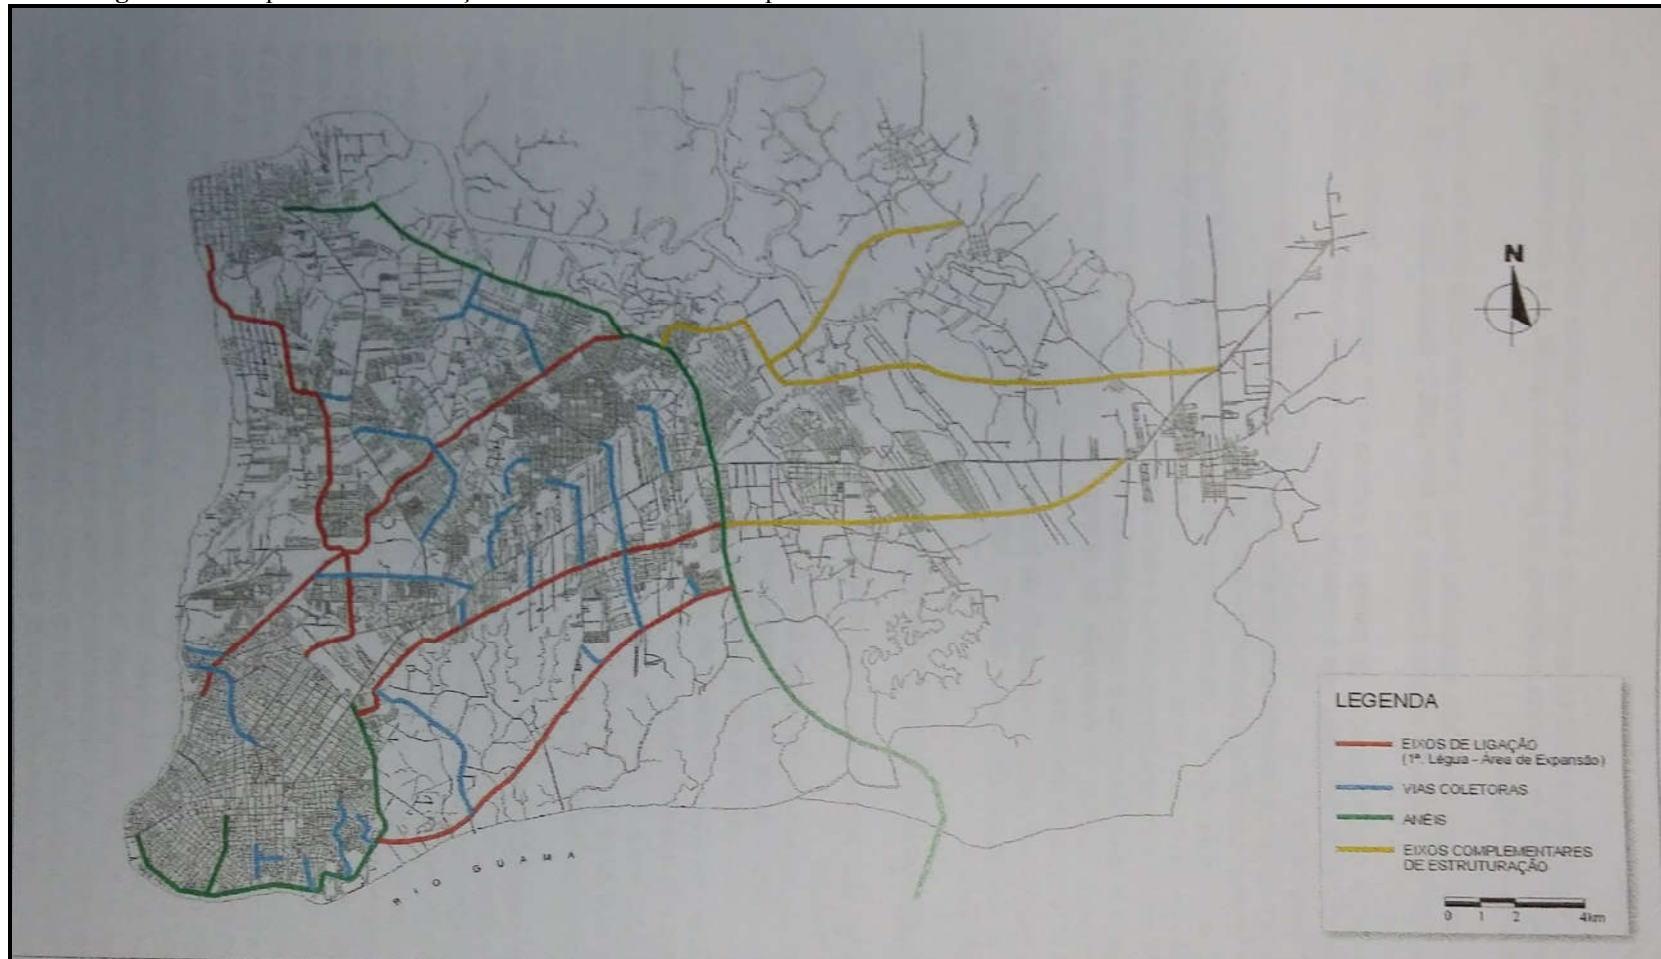 N
RIO GUAMA
LEGENDA
EIXOS DE LIGAÇÃO
(1ª. Légua - Área de Expansão)
VIAS COLETORAS
ANÉIS
EIXOS COMPLEMENTARES
DE ESTRUTURAÇÃO
0 1 2 4km